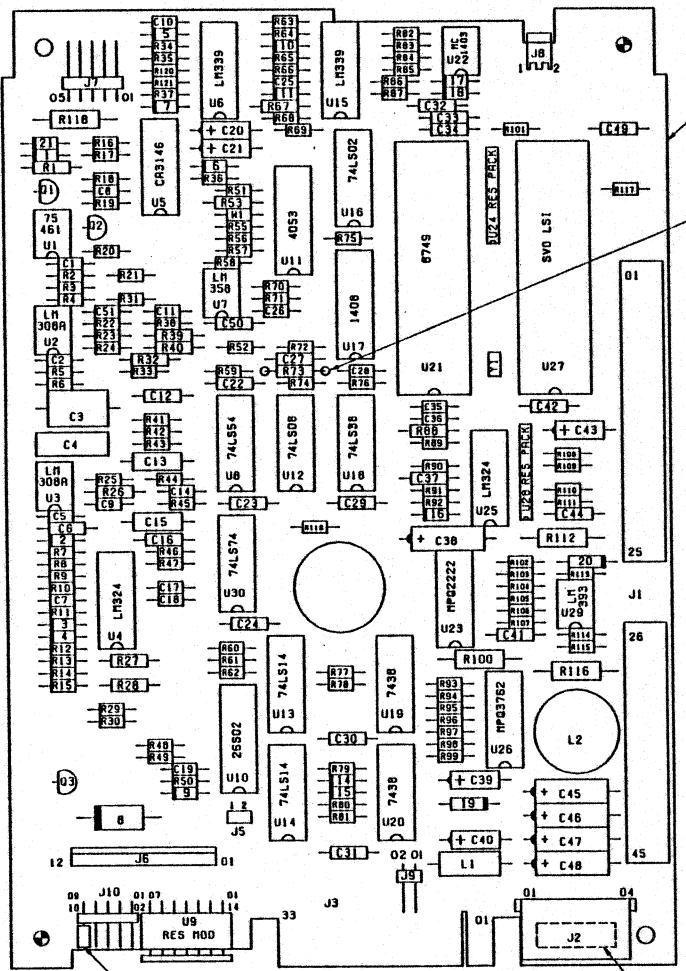 C10
5
R34
R35
R120
R121
R37
7
LM339
U6
R63
R64
10
R65
R66
C25
11
R67
R68
R69
LM339
U15
R82
R83
R84
R85
R86
R87
MC
1403
U22
17
18
C32
C33
C34
J8
1
2
J7
05
01
R118
21
1
R1
R16
R17
CA3146
U5
+ C20
+ C21
6
R36
74LS02
U16
R101
C49
Q1
R18
C8
R19
R51
R53
W1
R55
R56
R57
R58
4053
U11
8749
U21
U24 RES PACK
SVO LSI
U27
R117
75
461
U1
Q2
R20
R75
C1
R2
R3
R4
R21
R31
LM
358
U7
R70
R71
C26
1408
U17
01
LM
308A
U2
C51
R22
R23
R24
C11
R38
R39
R40
C50
R32
R33
R52
R72
C27
R73
R74
C2
R5
R6
R59
C22
C28
R76
Y1
C3
C12
74LS54
U8
74LS08
U12
74LS38
U18
C35
C36
R88
R89
C42
+ C43
C4
R41
R42
R43
C13
R90
C37
R91
R92
16
LM324
U25
U28 RES PACK
R108
R109
R110
R111
C44
LM
308A
U3
R25
R26
C9
R44
C14
R45
C23
C29
C5
C6
2
R7
R8
R9
R10
C7
R11
3
4
R12
R13
R14
R15
C15
C16
R46
R47
74LS74
U30
R118
+ C38
R112
25
LM324
U4
C17
C18
MPQ2222
U23
R102
R103
R104
R105
R106
R107
C41
20
R113
LM
393
U29
R114
R115
J1
C24
26
R27
R28
R60
R61
R62
74LS14
U13
R77
R78
7438
U19
R100
R116
R29
R30
26S02
U10
R93
R94
R95
R96
R97
R98
R99
MPQ3762
U26
L2
C30
R48
R49
Q3
C19
R50
9
74LS14
U14
R79
14
15
R80
R81
7438
U20
+ C39
19
+ C45
+ C46
+ C47
+ C48
8
1 2
J5
+ C40
L1
45
12
J6
01
C31
02 01
J9
J10
09
10
01
02
07
01
14
U9
RES MOD
33
J3
01
01
04
J2